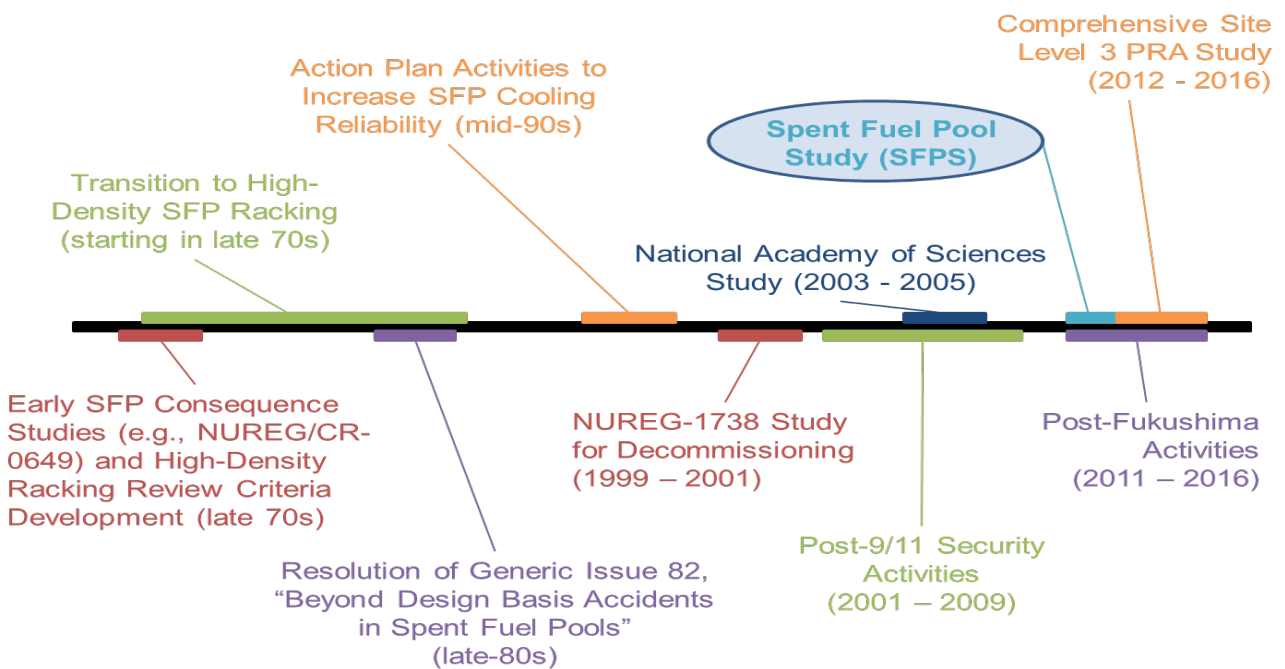 Comprehensive Site
Level 3 PRA Study
(2012 - 2016)
Action Plan Activities to
Increase SFP Cooling
Reliability (mid-90s)
Spent Fuel Pool
Study (SFPS)
Transition to High-
Density SFP Racking
(starting in late 70s)
National Academy of Sciences
Study (2003 - 2005)
Early SFP Consequence
Studies (e.g., NUREG/CR-
0649) and High-Density
Racking Review Criteria
Development (late 70s)
NUREG-1738 Study
for Decommissioning
(1999 – 2001)
Post-Fukushima
Activities
(2011 – 2016)
Post-9/11 Security
Activities
(2001 – 2009)
Resolution of Generic Issue 82,
“Beyond Design Basis Accidents
in Spent Fuel Pools”
(late-80s)